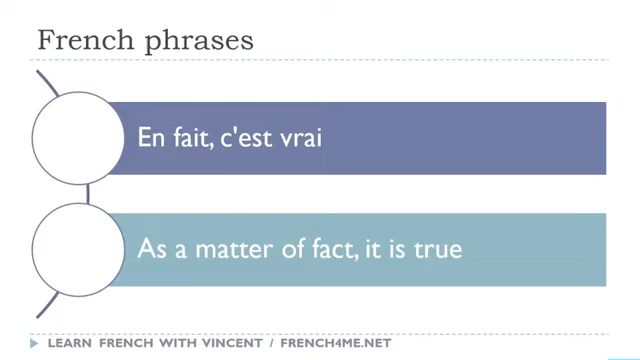 French phrases
En fait, c'est vrai
As a matter of fact, it is true
LEARN FRENCH WITH VINCENT / FRENCH4ME.NET